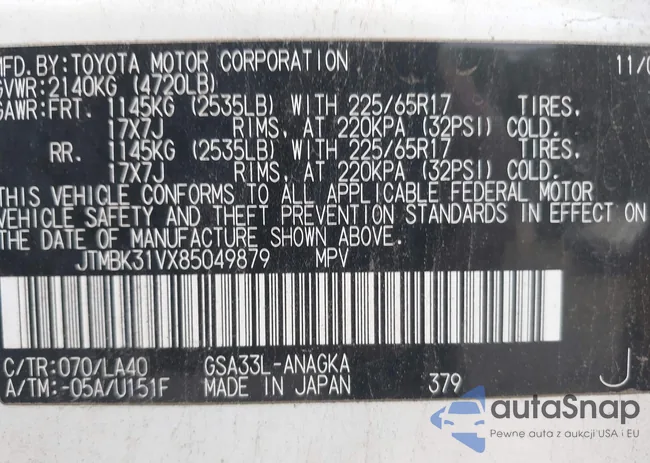 MFD.BY:TOYOTA MOTOR CORPORATION 11/0
GVWR:2140KG (4720LB)
GAWR:FRT. 1145KG (2535LB) WITH 225/65R17 TIRES.
17X7J RIMS, AT 220KPA (32PSI) COLD.
RR. 1145KG (2535LB) WITH 225/65R17 TIRES.
17X7J RIMS, AT 220KPA (32PSI) COLD.
THIS VEHICLE CONFORMS TO ALL APPLICABLE FEDERAL MOTOR
VEHICLE SAFETY AND THEFT PREVENTION STANDARDS IN EFFECT ON
THE DATE OF MANUFACTURE SHOWN ABOVE.
JTMBK31VX85049879 MPV
C/TR:070/LA40 GSA33L-ANAGKA
A/TM:-05A/U151F MADE IN JAPAN 379 J
autaSnap
Pewne auta z aukcji USA i EU